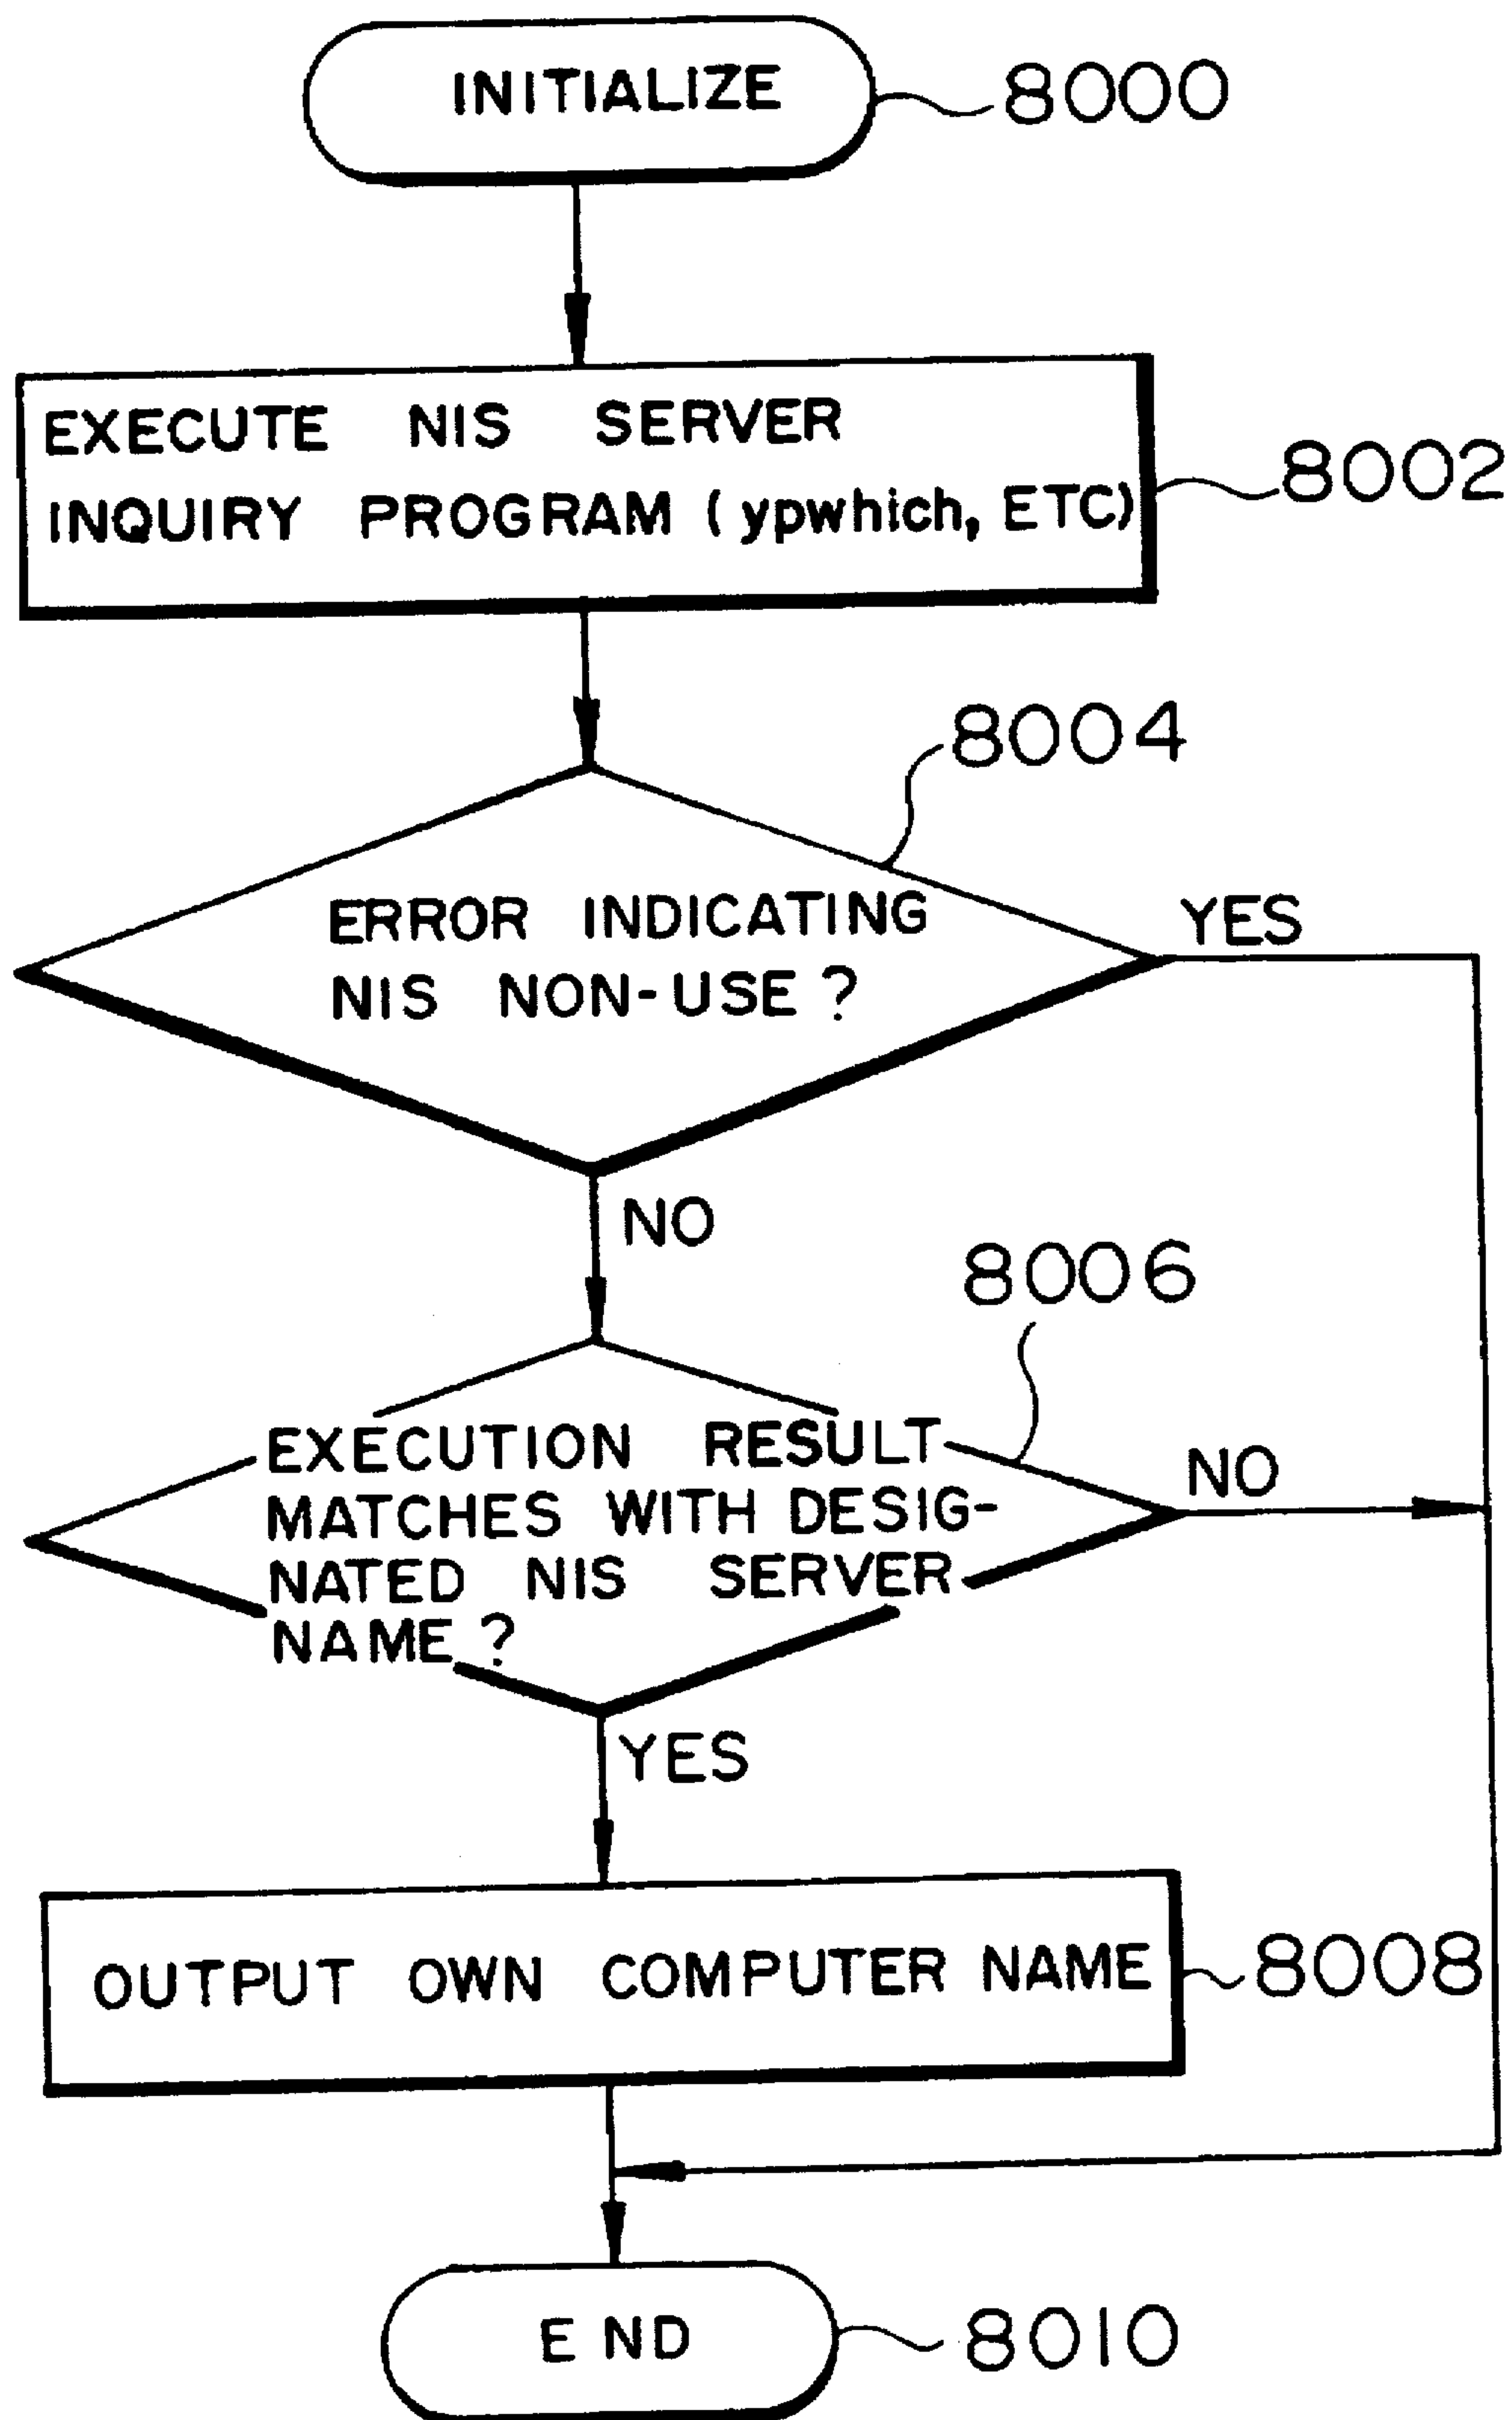 INITIALIZE
8000
EXECUTE NIS SERVER
INQUIRY PROGRAM (ypwhich, ETC)
8002
8004
ERROR INDICATING
NIS NON-USE?
YES
NO
8006
EXECUTION RESULT
MATCHES WITH DESIG-
NATED NIS SERVER
NAME?
NO
YES
OUTPUT OWN COMPUTER NAME
8008
END
8010